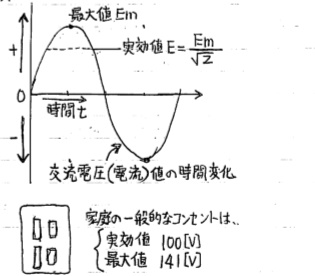 最大値 Em
+
実効値 E = Em/√2
0
時間 t
-
交流電圧(電流)値の時間変化
家庭の一般的なコンセントは、
実効値 100[V]
最大値 141[V]